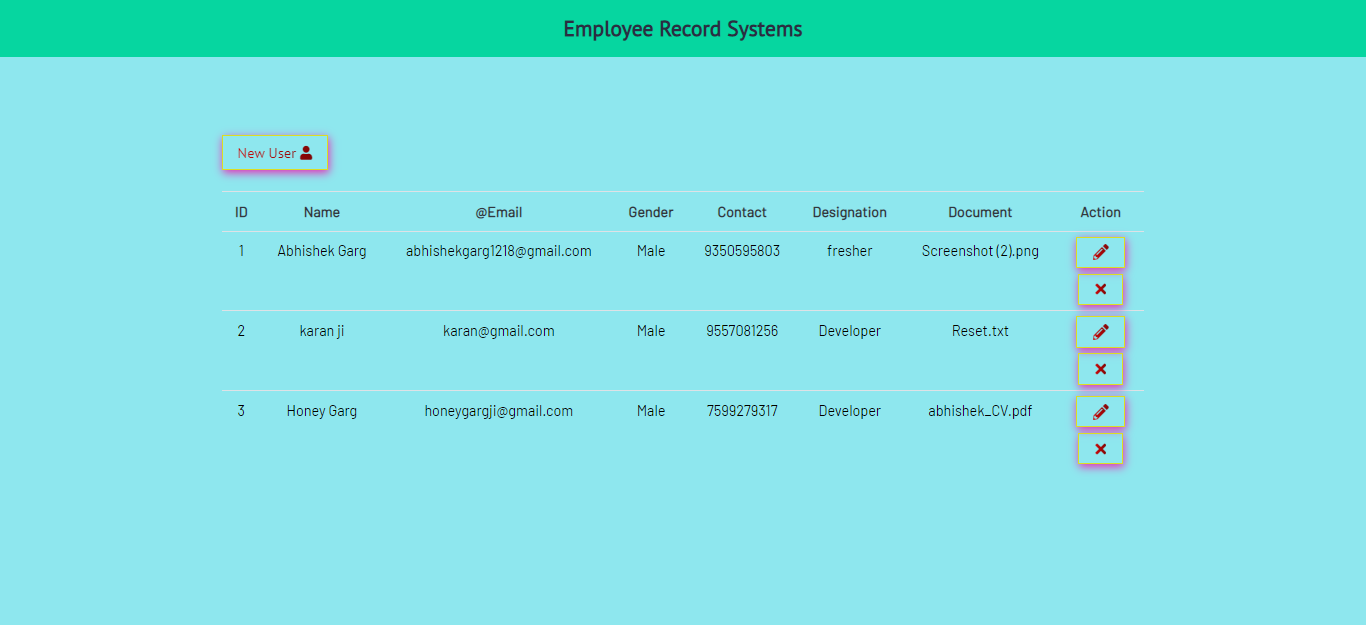 Employee Record Systems
New User
ID Name @Email Gender Contact Designation Document Action
1 Abhishek Garg abhishekgarg1218@gmail.com Male 9350595803 fresher Screenshot (2).png
2 karan ji karan@gmail.com Male 9557081256 Developer Reset.txt
3 Honey Garg honeygargji@gmail.com Male 7599279317 Developer abhishek_CV.pdf